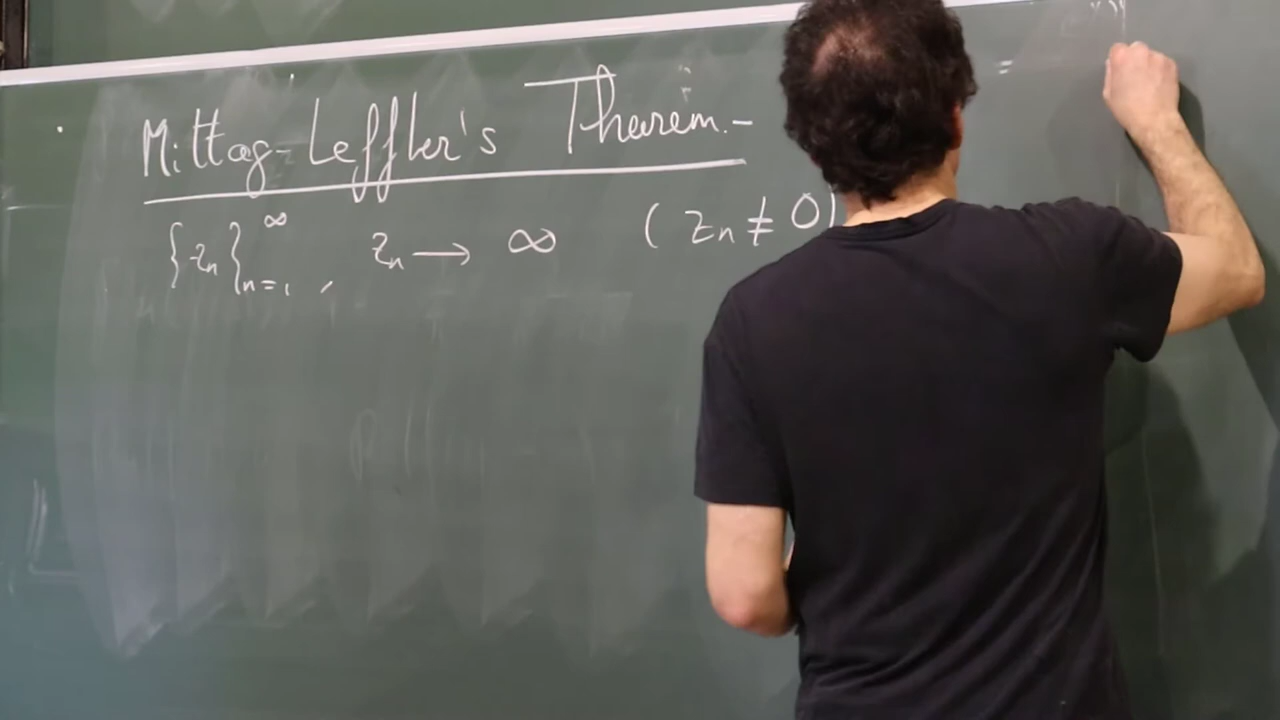 Mittag-Leffler's Theorem.-
{zₙ}ₙ₌₁^∞ , zₙ → ∞ (zₙ ≠ 0)